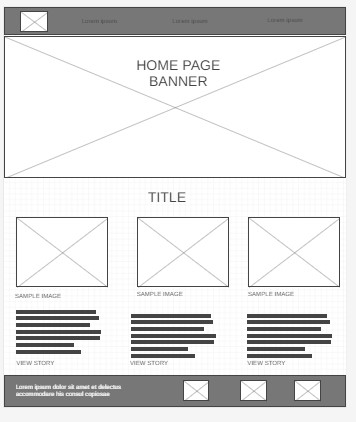 Lorem ipsum Lorem ipsum Lorem ipsum
HOME PAGE
BANNER
TITLE
SAMPLE IMAGE SAMPLE IMAGE SAMPLE IMAGE
VIEW STORY VIEW STORY VIEW STORY
Lorem ipsum dolor sit amet et delectus
accommodare his consul copiosae